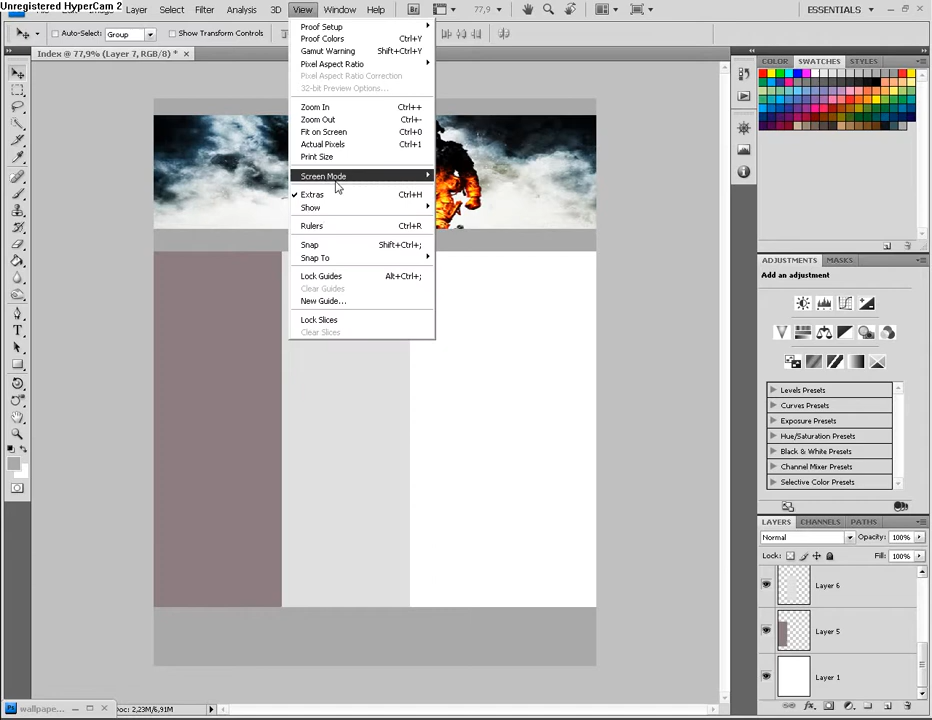 Unregistered HyperCam 2
Layer Select Filter Analysis 3D View Window Help
77,9
ESSENTIALS
Auto-Select: Group Show Transform Controls
Index @ 77,9% (Layer 7, RGB/8) *
Proof Setup
Proof Colors Ctrl+Y
Gamut Warning Shift+Ctrl+Y
Pixel Aspect Ratio
Pixel Aspect Ratio Correction
32-bit Preview Options...
Zoom In Ctrl++
Zoom Out Ctrl+-
Fit on Screen Ctrl+0
Actual Pixels Ctrl+1
Print Size
Screen Mode
Extras Ctrl+H
Show
Rulers Ctrl+R
Snap Shift+Ctrl+;
Snap To
Lock Guides Alt+Ctrl+;
Clear Guides
New Guide...
Lock Slices
Clear Slices
COLOR SWATCHES STYLES
ADJUSTMENTS MASKS
Add an adjustment
Levels Presets
Curves Presets
Exposure Presets
Hue/Saturation Presets
Black & White Presets
Channel Mixer Presets
Selective Color Presets
LAYERS CHANNELS PATHS
Normal Opacity: 100%
Lock: Fill: 100%
Layer 6
Layer 5
Layer 1
wallpape...
Doc: 2,23M/6,91M